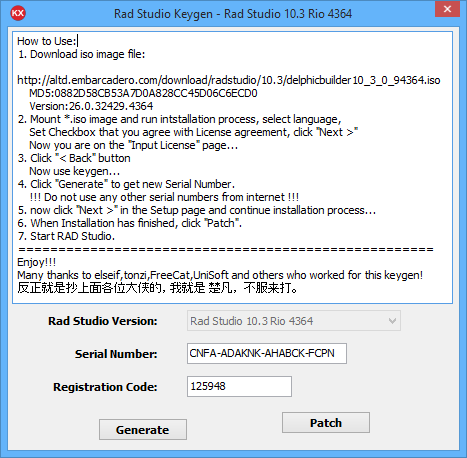 KX
Rad Studio Keygen - Rad Studio 10.3 Rio 4364
How to Use:
1. Download iso image file:
http://altd.embarcadero.com/download/radstudio/10.3/delphicbuilder10_3_0_94364.iso
MD5:0882D58CB53A7D0A828CC45D06C6ECD0
Version:26.0.32429.4364
2. Mount *.iso image and run intstallation process, select language,
Set Checkbox that you agree with License agreement, click "Next >"
Now you are on the "Input License" page...
3. Click "< Back" button
Now use keygen...
4. Click "Generate" to get new Serial Number.
!!! Do not use any other serial numbers from internet !!!
5. now click "Next >" in the Setup page and continue installation process...
6. When Installation has finished, click "Patch".
7. Start RAD Studio.
====================================================
Enjoy!!!
Many thanks to elseif,tonzi,FreeCat,UniSoft and others who worked for this keygen!
反正就是抄上面各位大侠的,我就是 楚凡，不服来打。
Rad Studio Version: Rad Studio 10.3 Rio 4364
Serial Number: CNFA-ADAKNK-AHABCK-FCPN
Registration Code: 125948
Generate Patch